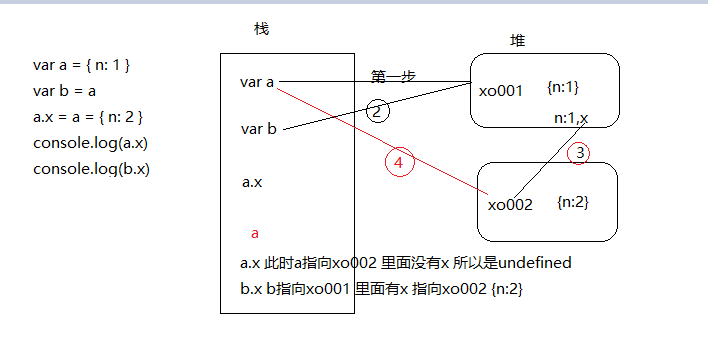 var a = { n: 1 }
var b = a
a.x = a = { n: 2 }
console.log(a.x)
console.log(b.x)
栈
堆
var a
第一步
②
var b
a.x
④
a
xo001
{n:1}
n:1,x
③
xo002
{n:2}
a.x 此时a指向xo002 里面没有x 所以是undefined
b.x b指向xo001 里面有x 指向xo002 {n:2}